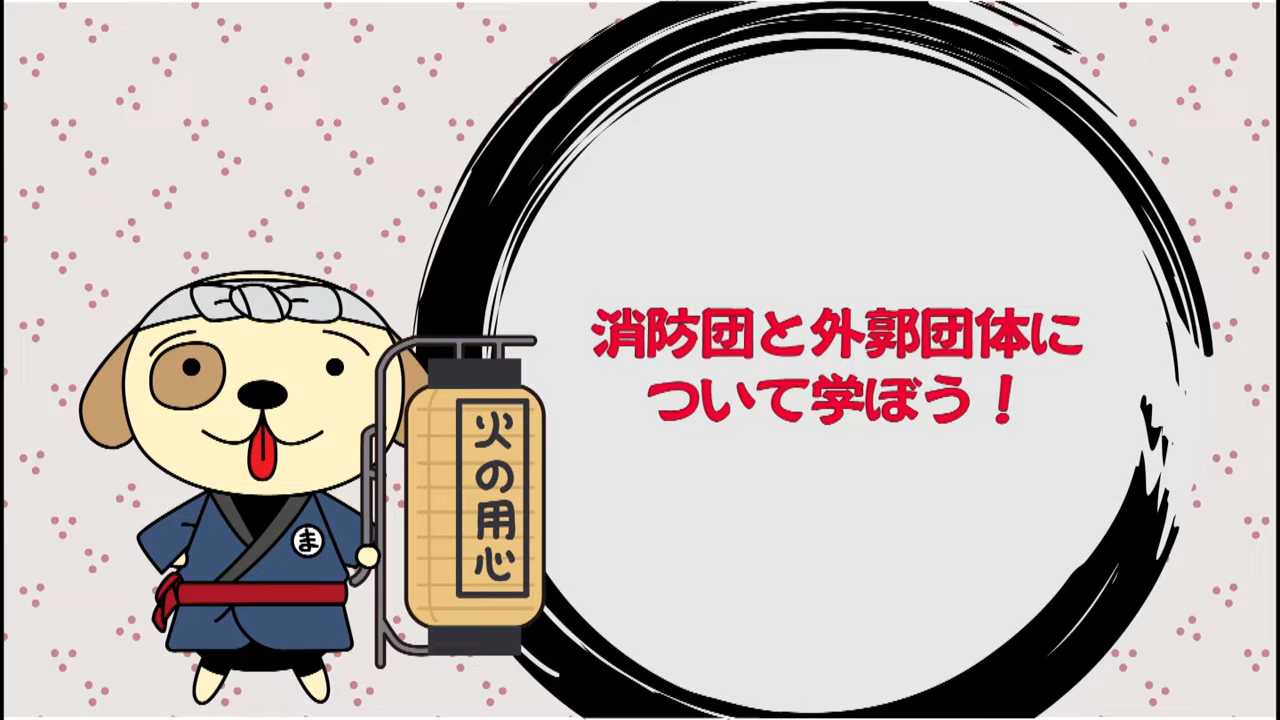 消防団と外郭団体に
ついて学ぼう！
火の用心
ま